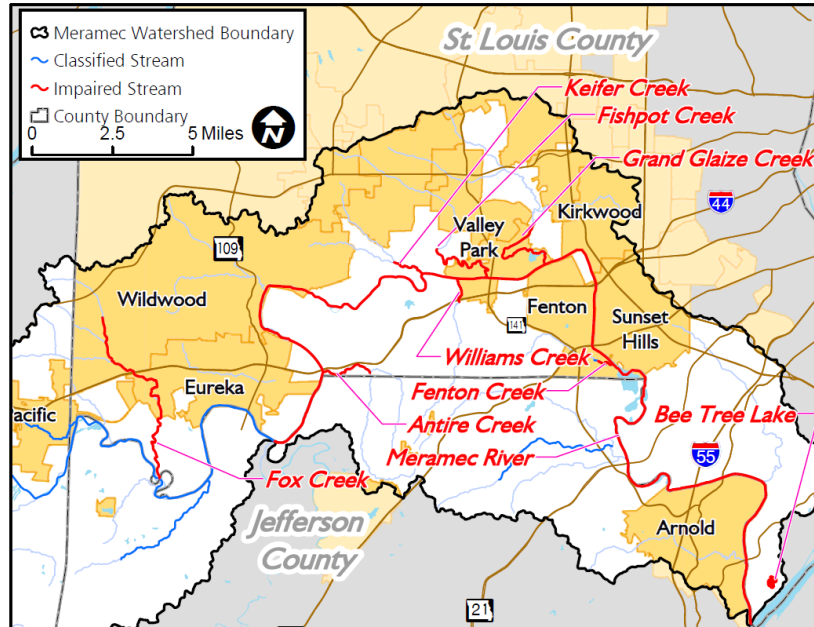 Meramec Watershed Boundary
Classified Stream
Impaired Stream
County Boundary
0 2.5 5 Miles
N
St Louis County
Keifer Creek
Fishpot Creek
Grand Glaize Creek
44
Kirkwood
Valley
Park
109
Wildwood
Fenton
141
Sunset
Hills
Williams Creek
Eureka
Fenton Creek
Pacific
Antire Creek
Bee Tree Lake
Meramec River
55
Fox Creek
Jefferson
County
Arnold
21